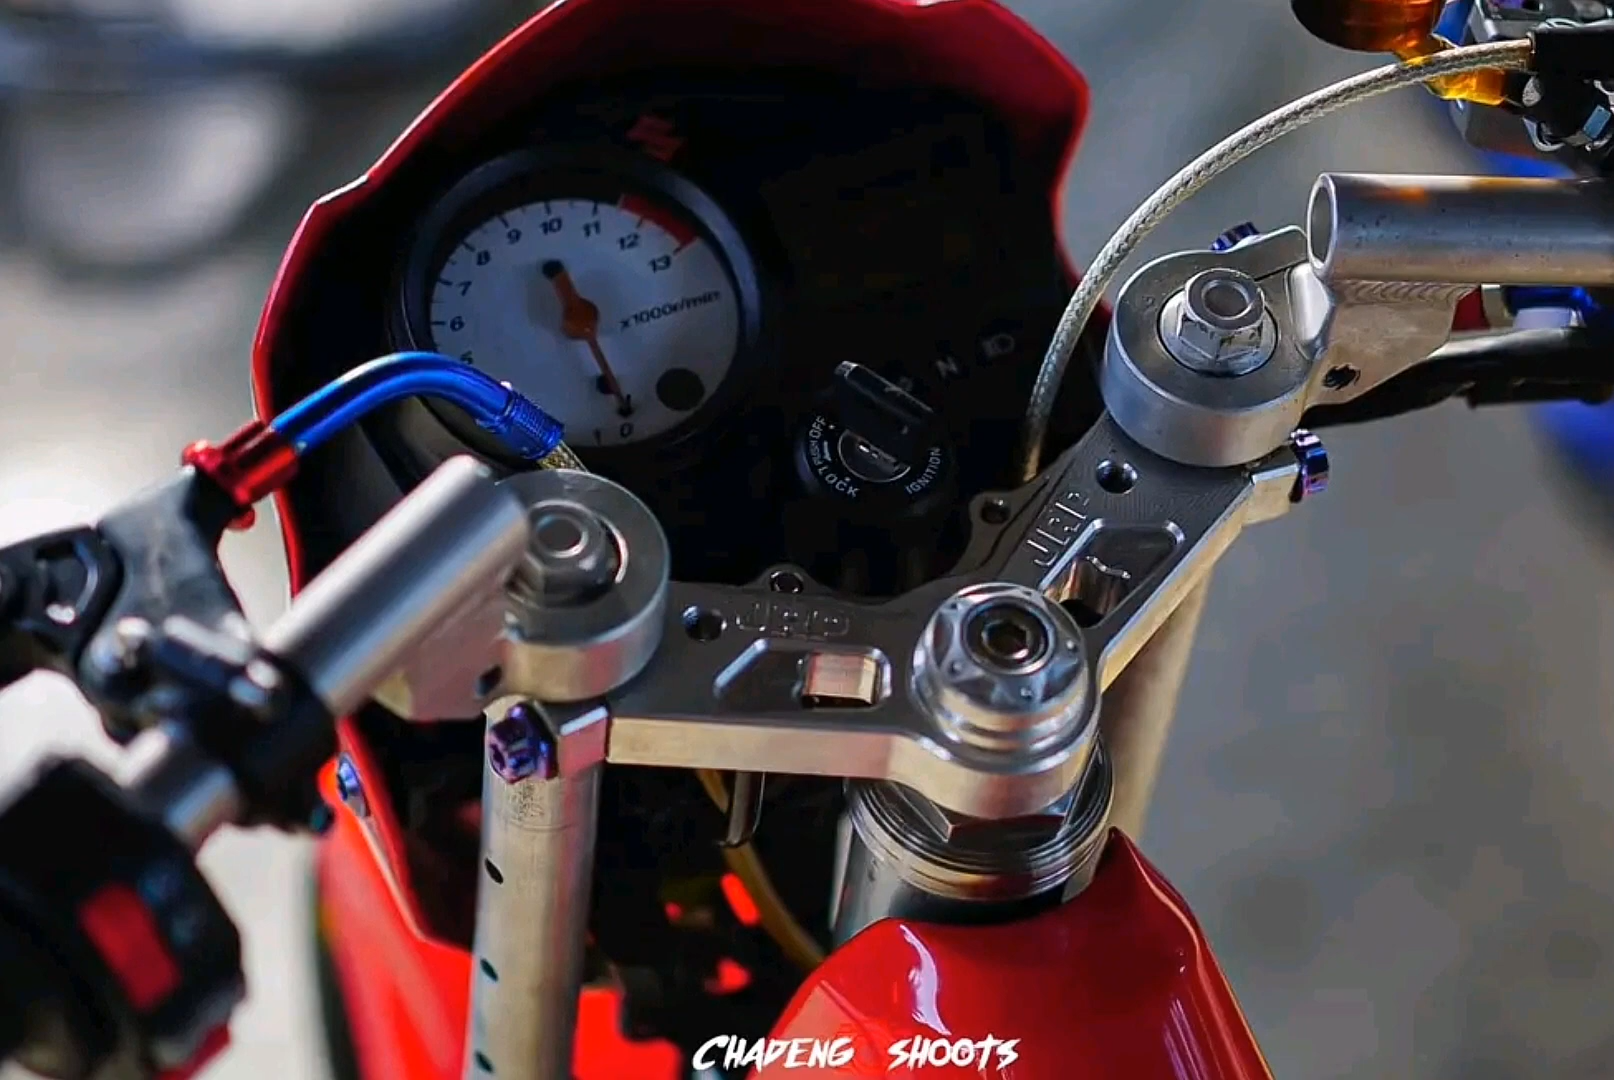 13
12
11
10
9
8
7
6
5
x1000r/min
1 0
N
PUSH OFF
LOCK
IGNITION
JRP
JRP
CHADENG SHOOTS